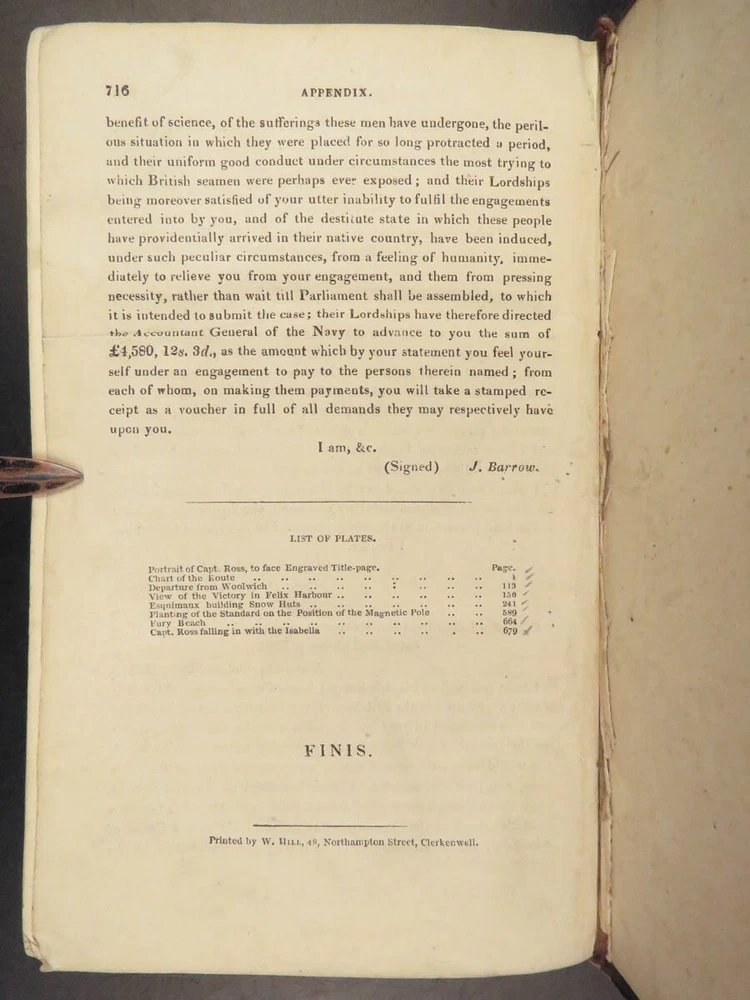 716
APPENDIX.
benefit of science, of the sufferings these men have undergone, the peril-
ous situation in which they were placed for so long protracted a period,
and their uniform good conduct under circumstances the most trying to
which British seamen were perhaps ever exposed; and their Lordships
being moreover satisfied of your utter inability to fulfil the engagements
entered into by you, and of the destitute state in which these people
have providentially arrived in their native country, have been induced,
under such peculiar circumstances, from a feeling of humanity, imme-
diately to relieve you from your engagement, and them from pressing
necessity, rather than wait till Parliament shall be assembled, to which
it is intended to submit the case; their Lordships have therefore directed
the Accountant General of the Navy to advance to you the sum of
£4,580, 12s. 3d., as the amount which by your statement you feel your-
self under an engagement to pay to the persons therein named; from
each of whom, on making them payments, you will take a stamped re-
ceipt as a voucher in full of all demands they may respectively have
upon you.
I am, &c.
(Signed) J. Barrow.
LIST OF PLATES.
Portrait of Capt. Ross, to face Engraved Title-page. Page.
Chart of the Route .. .. .. .. .. .. .. .. ..
Departure from Woolwich .. .. .. .. : .. .. .. 113
View of the Victory in Felix Harbour .. .. .. .. .. .. 150
Esquimaux building Snow Huts .. .. .. .. .. .. .. 241
Planting of the Standard on the Position of the Magnetic Pole .. .. 589
Fury Beach .. .. .. .. .. .. .. .. .. .. 664
Capt. Ross falling in with the Isabella .. .. .. .. . .. 679
FINIS.
Printed by W. HILL, 48, Northampton Street, Clerkenwell.